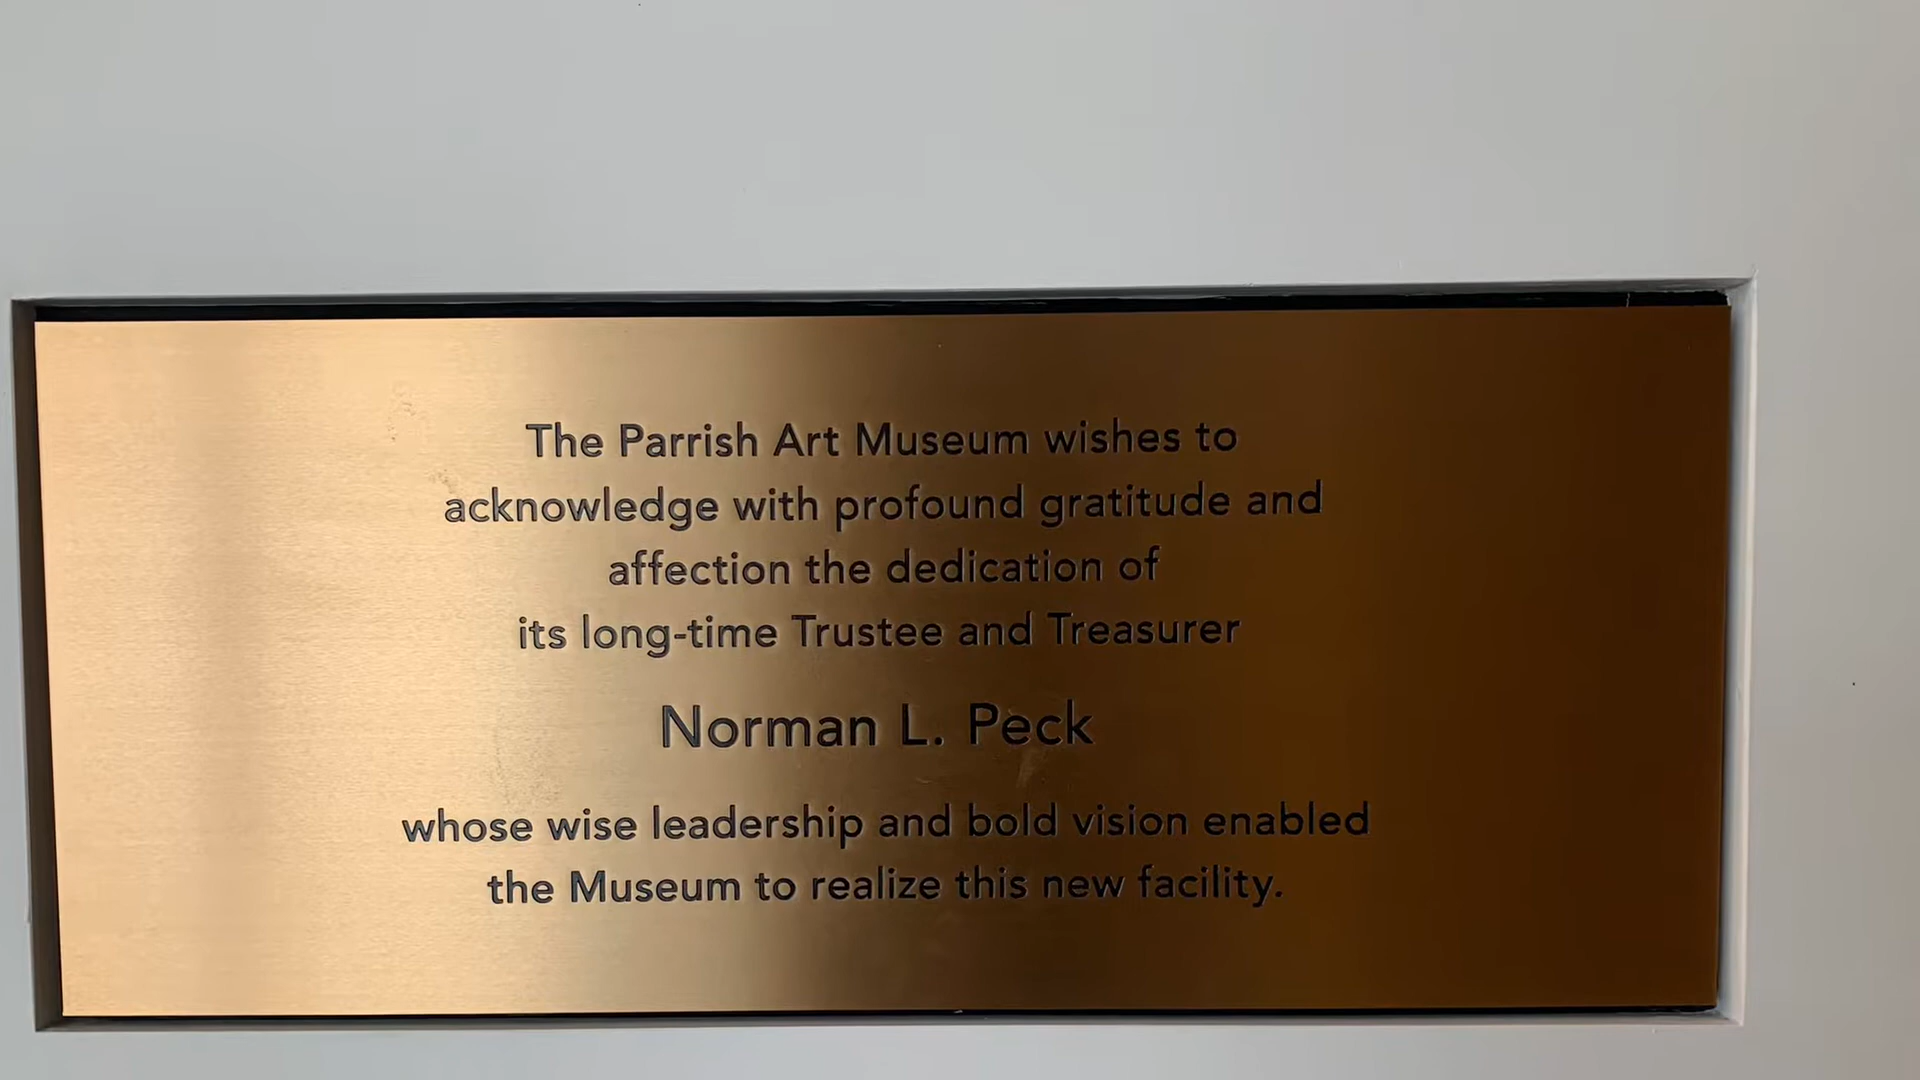 The Parrish Art Museum wishes to
acknowledge with profound gratitude and
affection the dedication of
its long-time Trustee and Treasurer
Norman L. Peck
whose wise leadership and bold vision enabled
the Museum to realize this new facility.